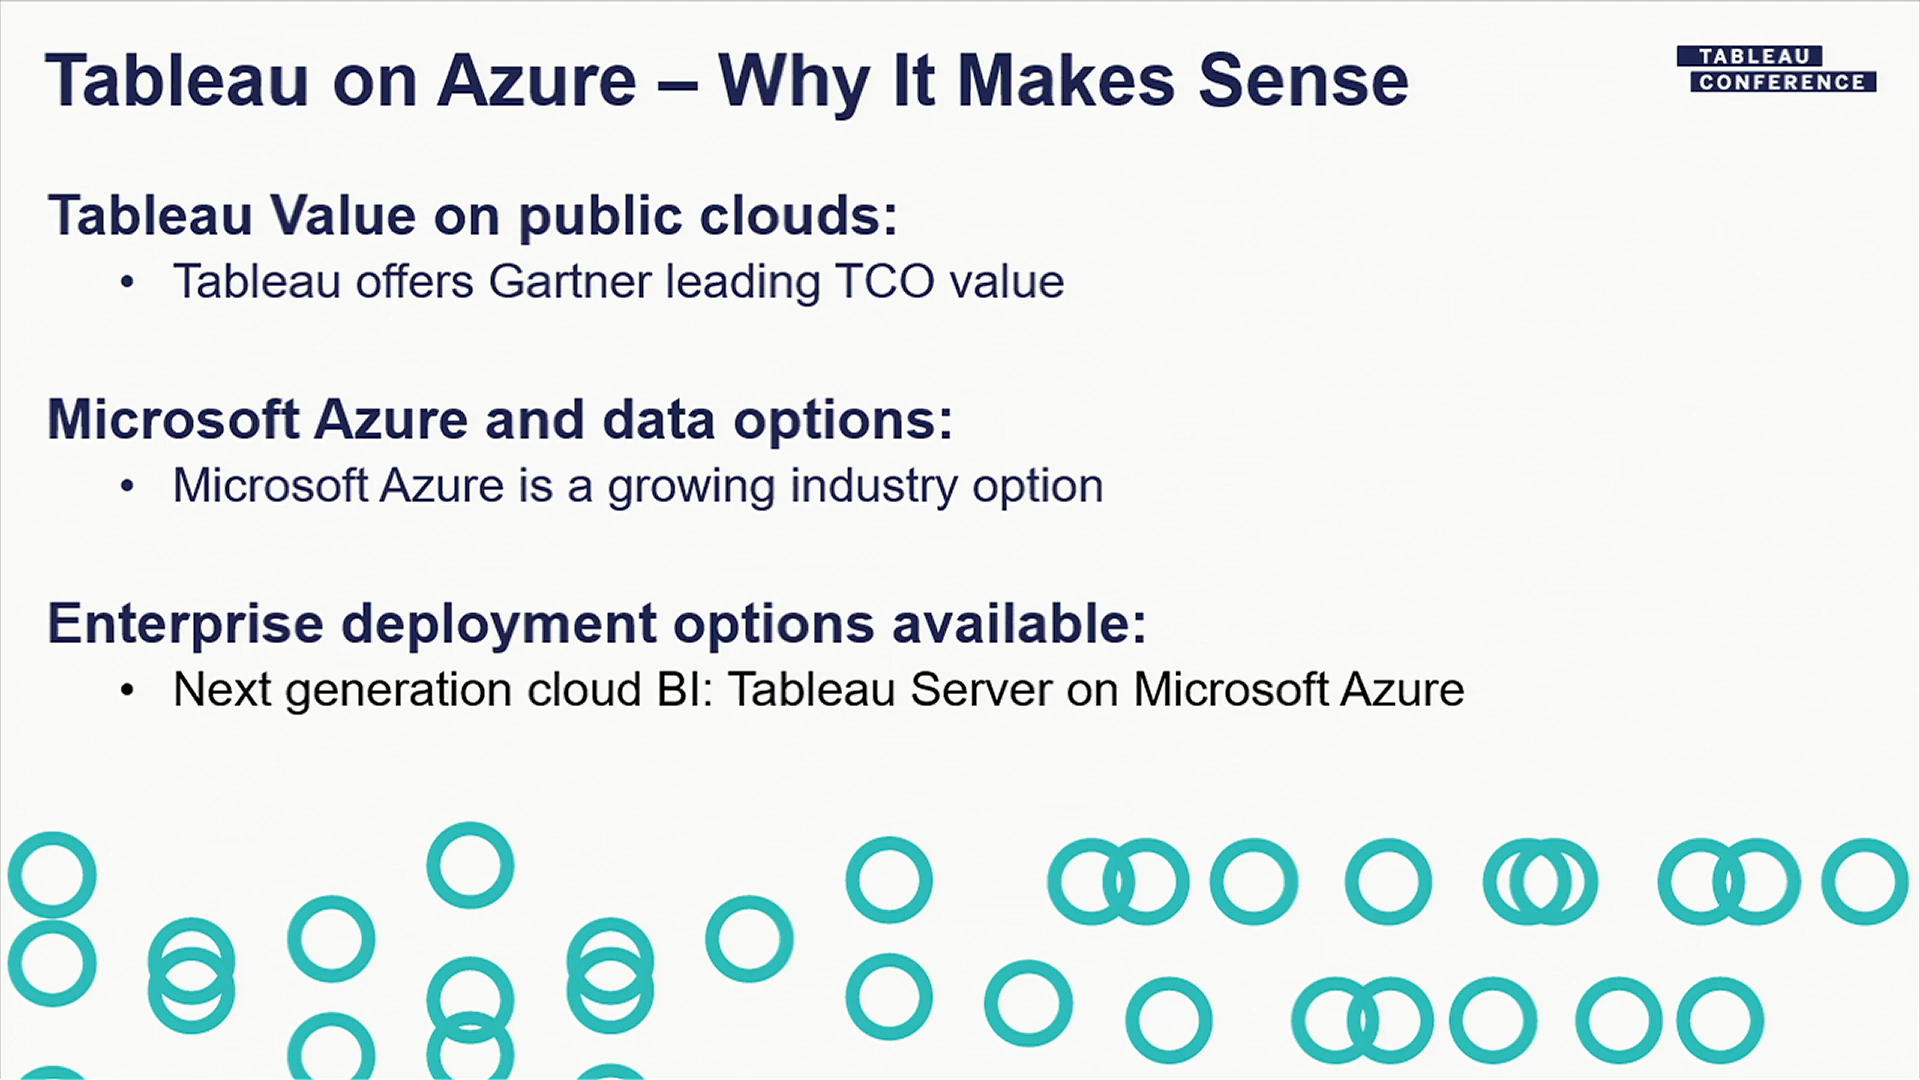 Tableau on Azure – Why It Makes Sense
TABLEAU
CONFERENCE
Tableau Value on public clouds:
• Tableau offers Gartner leading TCO value
Microsoft Azure and data options:
• Microsoft Azure is a growing industry option
Enterprise deployment options available:
• Next generation cloud BI: Tableau Server on Microsoft Azure